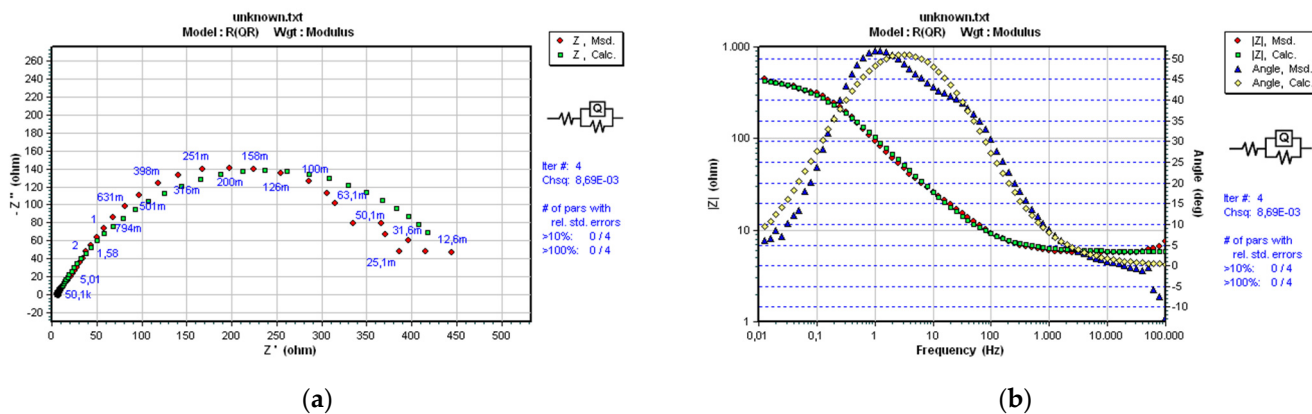 unknown.txt
Model : R(QR) Wgt : Modulus
- Z '' (ohm)
260
240
220
200
180
160
140
120
100
80
60
40
20
0
-20
0 50 100 150 200 250 300 350 400 450 500
Z ' (ohm)
251m
158m
398m
100m
631m
316m
200m
126m
501m
63,1m
1
794m
50,1m
31,6m
2
1,58
12,6m
25,1m
5,01
50,1k
Z , Msd.
Z , Calc.
Q
Iter #: 4
Chsq: 8,69E-03
# of pars with
rel. std. errors
>10%: 0 / 4
>100%: 0 / 4
(a)
unknown.txt
Model : R(QR) Wgt : Modulus
|Z| (ohm)
1.000
100
10
1
0,01 0,1 1 10 100 1.000 10.000 100.000
Frequency (Hz)
Angle (deg)
50
45
40
35
30
25
20
15
10
5
0
-5
-10
|Z|, Msd.
|Z|, Calc.
Angle, Msd.
Angle, Calc.
Q
Iter #: 4
Chsq: 8,69E-03
# of pars with
rel. std. errors
>10%: 0 / 4
>100%: 0 / 4
(b)